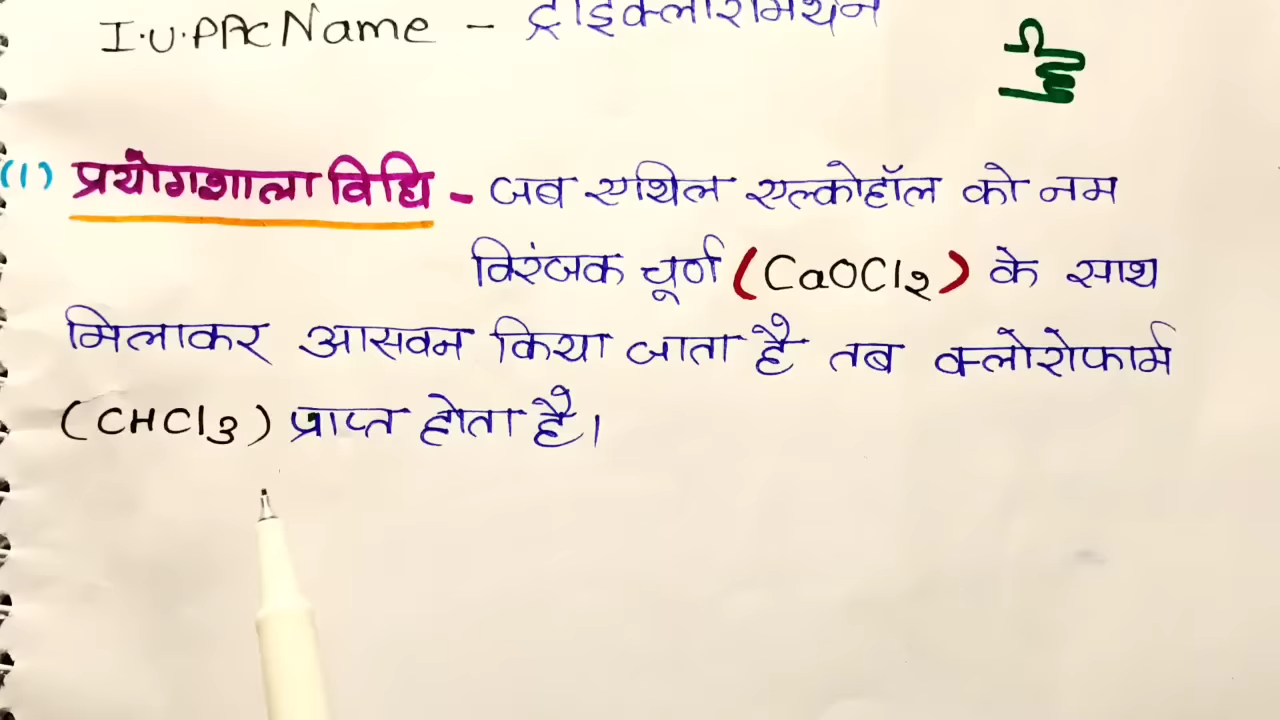 I.U.PAC Name - ट्राइक्लोरोमेथेन
(1) प्रयोगशाला विधि - जब एथिल एल्कोहॉल को नम
विरंजक चूर्ण (CaOCl2) के साथ
मिलाकर आसवन किया जाता है तब क्लोरोफार्म
(CHCl3) प्राप्त होता है।